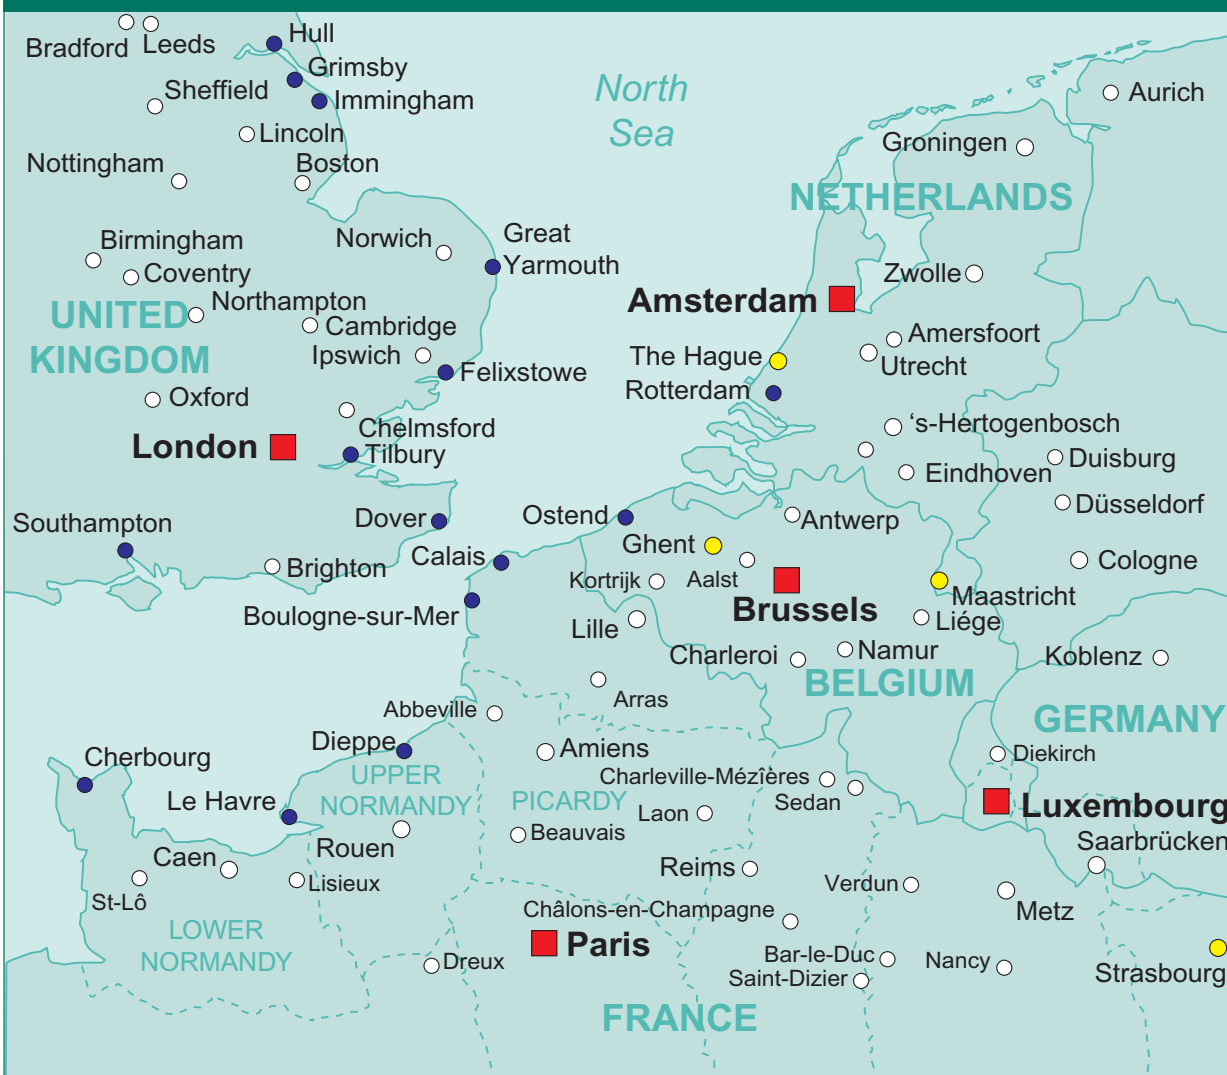 Hull
Bradford
Leeds
Grimsby
Immingham
Sheffield
Lincoln
Nottingham
Boston
North
Sea
Aurich
Groningen
NETHERLANDS
Birmingham
Coventry
Norwich
Great
Yarmouth
Zwolle
Northampton
UNITED
KINGDOM
Cambridge
Ipswich
Amsterdam
Amersfoort
Utrecht
The Hague
Rotterdam
Felixstowe
Oxford
Chelmsford
London
Tilbury
's-Hertogenbosch
Eindhoven
Duisburg
Düsseldorf
Southampton
Dover
Ostend
Antwerp
Ghent
Calais
Brighton
Kortrijk
Aalst
Cologne
Brussels
Maastricht
Liége
Boulogne-sur-Mer
Lille
Charleroi
Namur
Koblenz
BELGIUM
Arras
Abbeville
GERMANY
Dieppe
Amiens
Diekirch
Cherbourg
UPPER
NORMANDY
Charleville-Mézîères
Sedan
Le Havre
PICARDY
Laon
Luxembourg
Beauvais
Rouen
Saarbrücken
Caen
Lisieux
St-Lô
Reims
Verdun
Metz
Châlons-en-Champagne
LOWER
NORMANDY
Paris
Dreux
Bar-le-Duc
Saint-Dizier
Nancy
Strasbourg
FRANCE